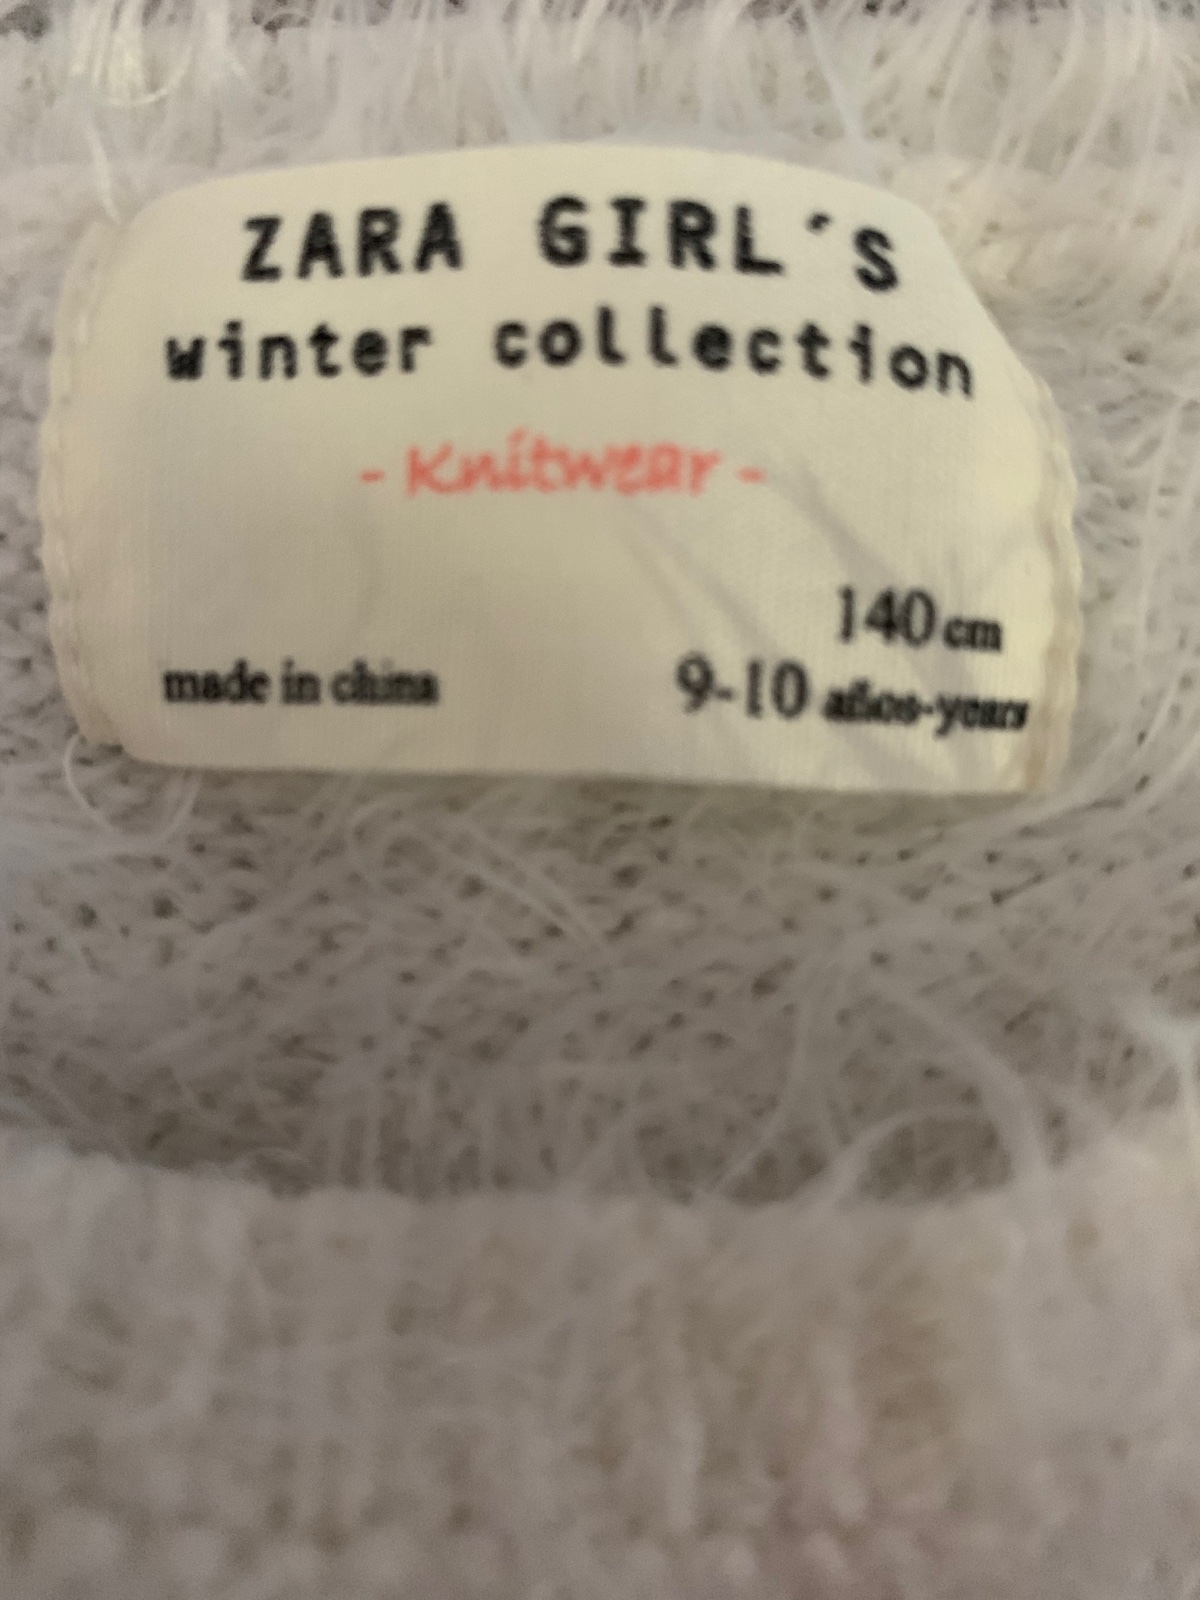 ZARA GIRL´S
winter collection
- Knitwear -
140 cm
made in china
9-10 años-years